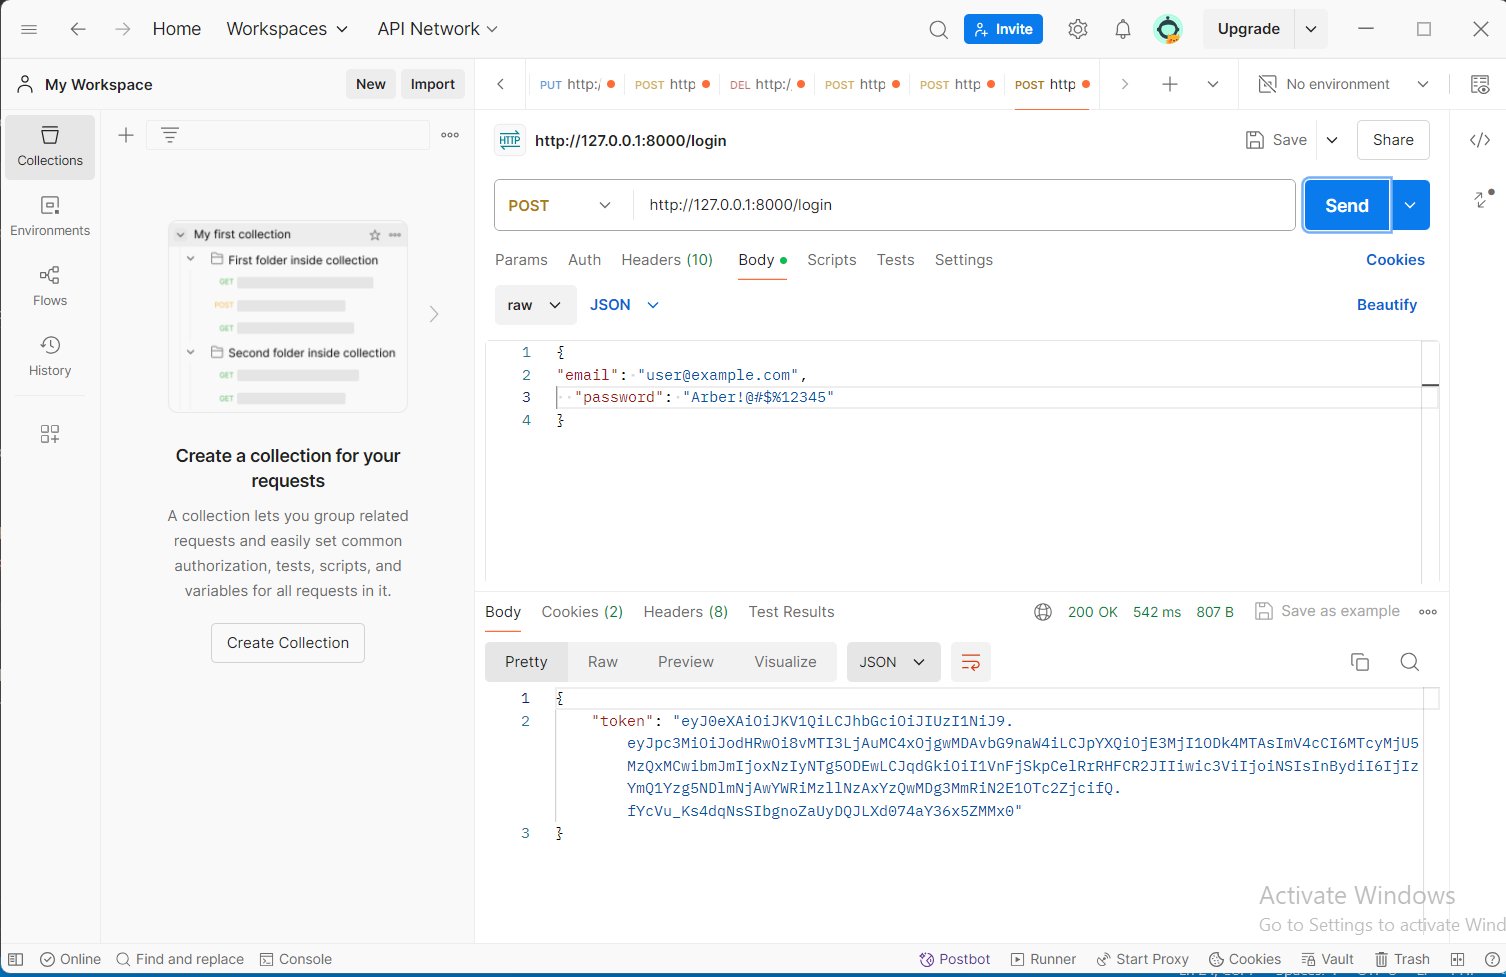 Home Workspaces API Network Invite Upgrade
My Workspace New Import PUT http:/ POST http DEL http:/ POST http POST http POST http No environment
Collections
Environments
Flows
History
My first collection
First folder inside collection
GET
POST
GET
Second folder inside collection
GET
GET
Create a collection for your
requests
A collection lets you group related
requests and easily set common
authorization, tests, scripts, and
variables for all requests in it.
Create Collection
HTTP http://127.0.0.1:8000/login Save Share
POST http://127.0.0.1:8000/login Send
Params Auth Headers (10) Body Scripts Tests Settings Cookies
raw JSON Beautify
1 {
2 "email": "user@example.com",
3 "password": "Arber!@#$%12345"
4 }
Body Cookies (2) Headers (8) Test Results 200 OK 542 ms 807 B Save as example
Pretty Raw Preview Visualize JSON
1 {
2 "token": "eyJ0eXAiOiJKV1QiLCJhbGciOiJIUzI1NiJ9.
eyJpc3MiOiJodHRwOi8vMTI3LjAuMC4xOjgwMDAvbG9naW4iLCJpYXQiOjE3MjI1ODk4MTAsImV4cCI6MTcyMjU5
MzQxMCwibmJmIjoxNzIyNTg5ODEwLCJqdGkiOiI1VnFjSkpCelRrRHFCR2JIIiwic3ViIjoiNSIsInBydiI6IjIz
YmQ1Yzg5NDlmNjAwYWRiMzllNzAxYzQwMDg3MmRiN2E1OTc2ZjcifQ.
fYcVu_Ks4dqNsSIbgnoZaUyDQJLXd074aY36x5ZMMx0"
3 }
Activate Windows
Go to Settings to activate Wind
Online Find and replace Console Postbot Runner Start Proxy Cookies Vault Trash